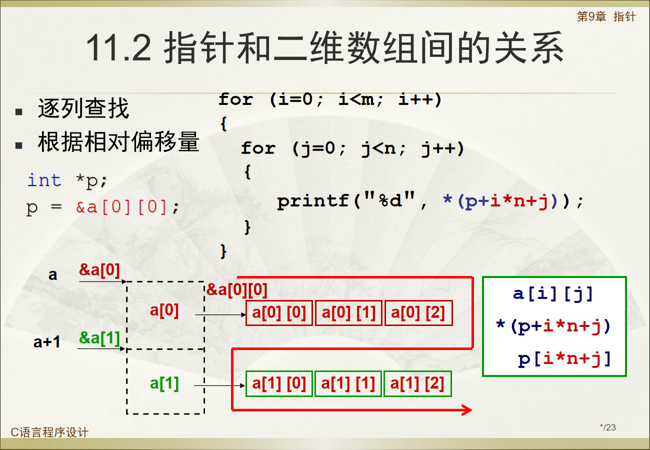 第9章 指针
11.2 指针和二维数组间的关系
逐列查找
根据相对偏移量
int *p;
p = &a[0][0];
for (i=0; i<m; i++)
{
for (j=0; j<n; j++)
{
printf("%d", *(p+i*n+j));
}
}
a
&a[0]
a[0]
&a[0][0]
a[0] [0] a[0] [1] a[0] [2]
a+1
&a[1]
a[1]
a[1] [0] a[1] [1] a[1] [2]
a[i][j]
*(p+i*n+j)
p[i*n+j]
C语言程序设计
*/23